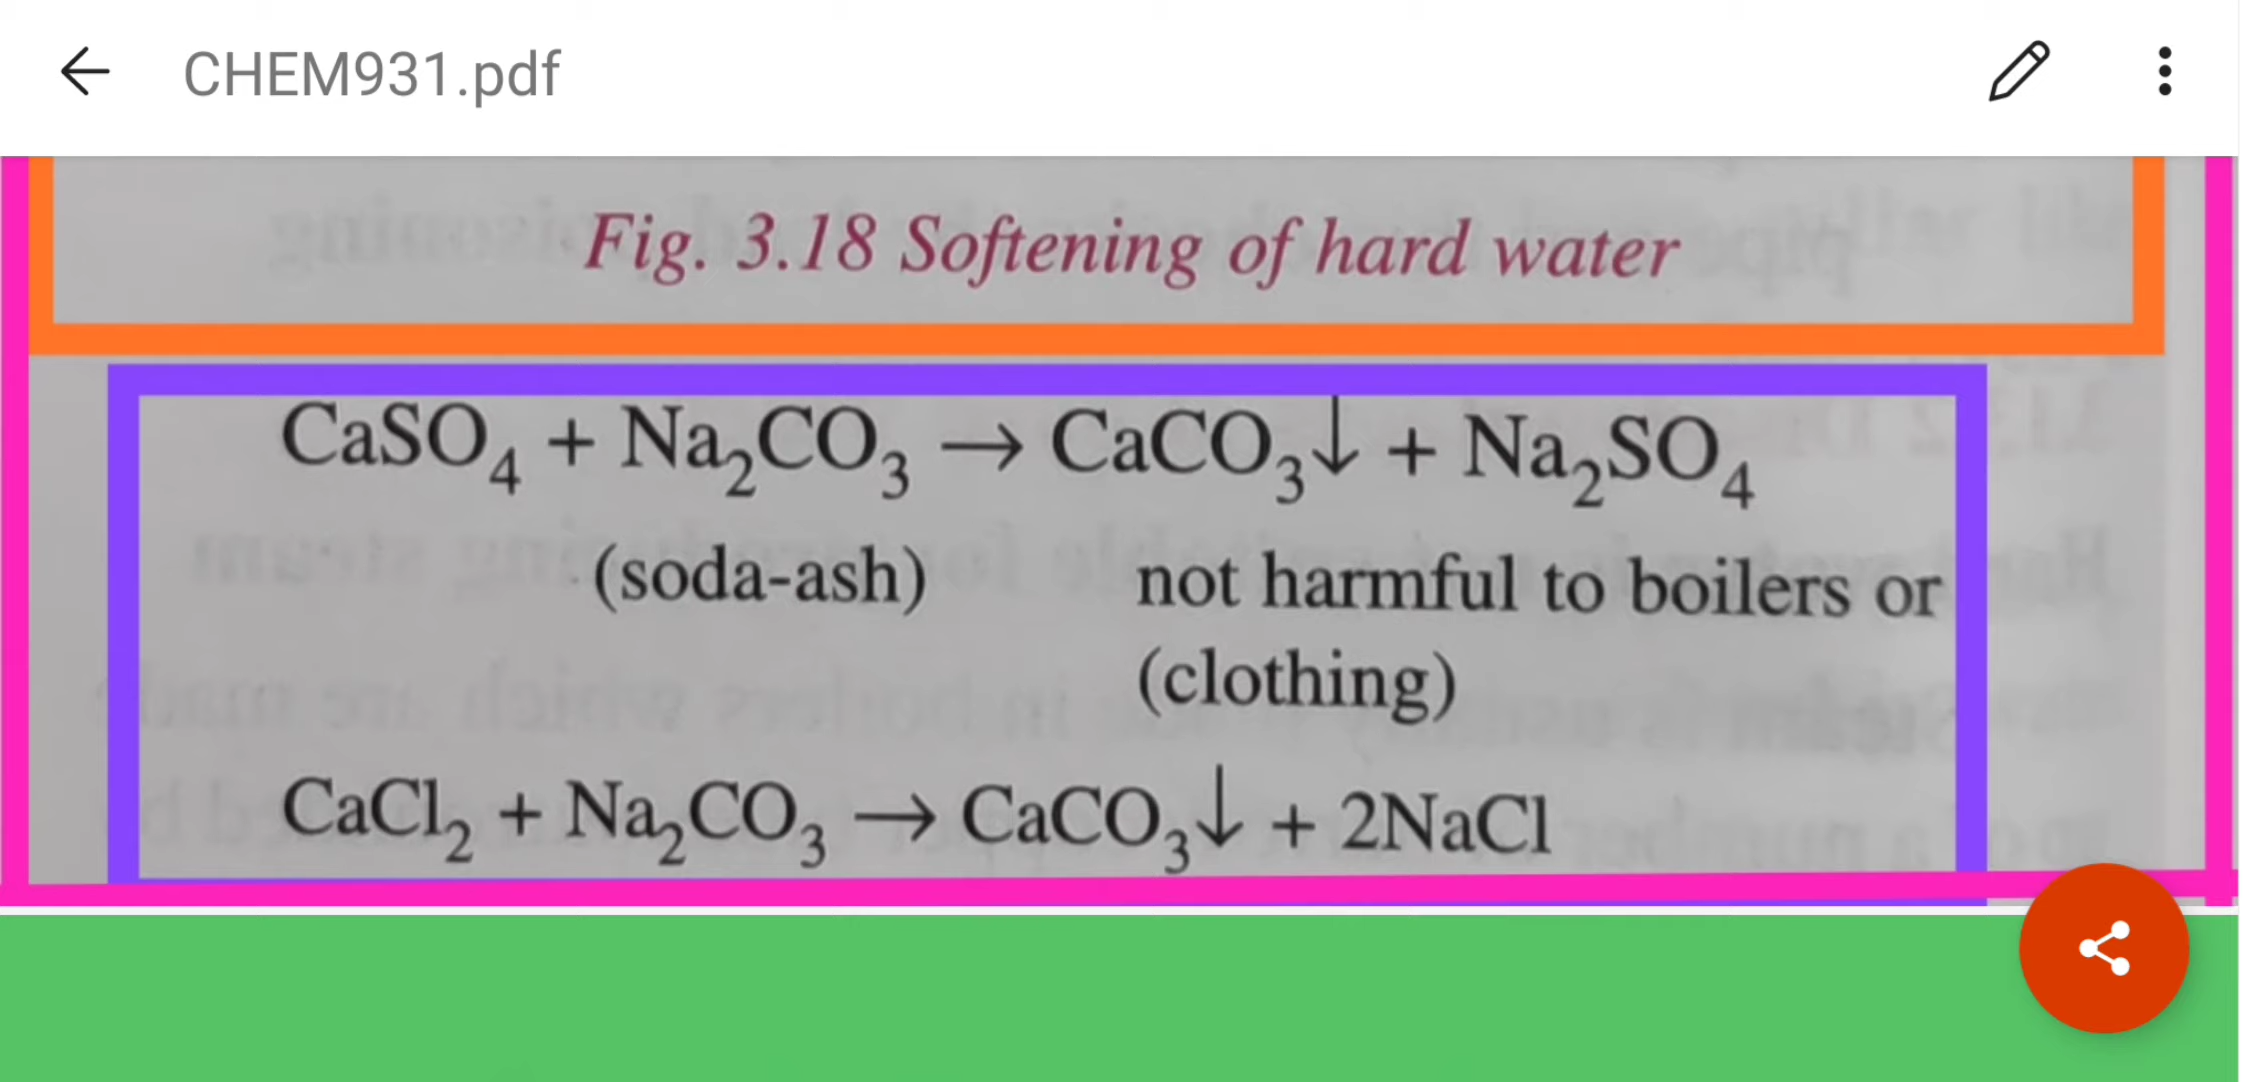 CHEM931.pdf
Fig. 3.18 Softening of hard water
CaSO₄ + Na₂CO₃ → CaCO₃↓ + Na₂SO₄
(soda-ash) not harmful to boilers or
(clothing)
CaCl₂ + Na₂CO₃ → CaCO₃↓ + 2NaCl